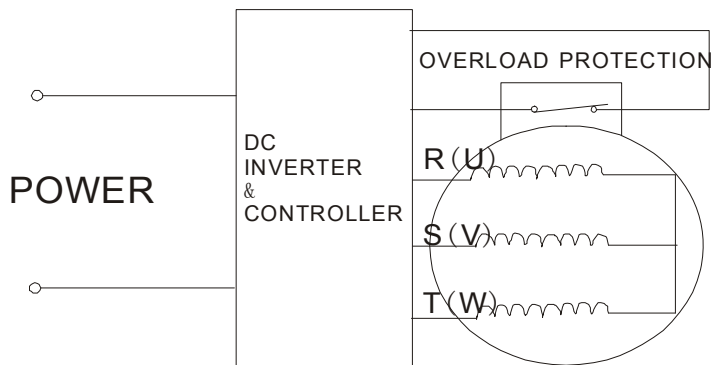 OVERLOAD PROTECTION
DC
INVERTER
&
CONTROLLER
POWER
R(U)
S(V)
T(W)